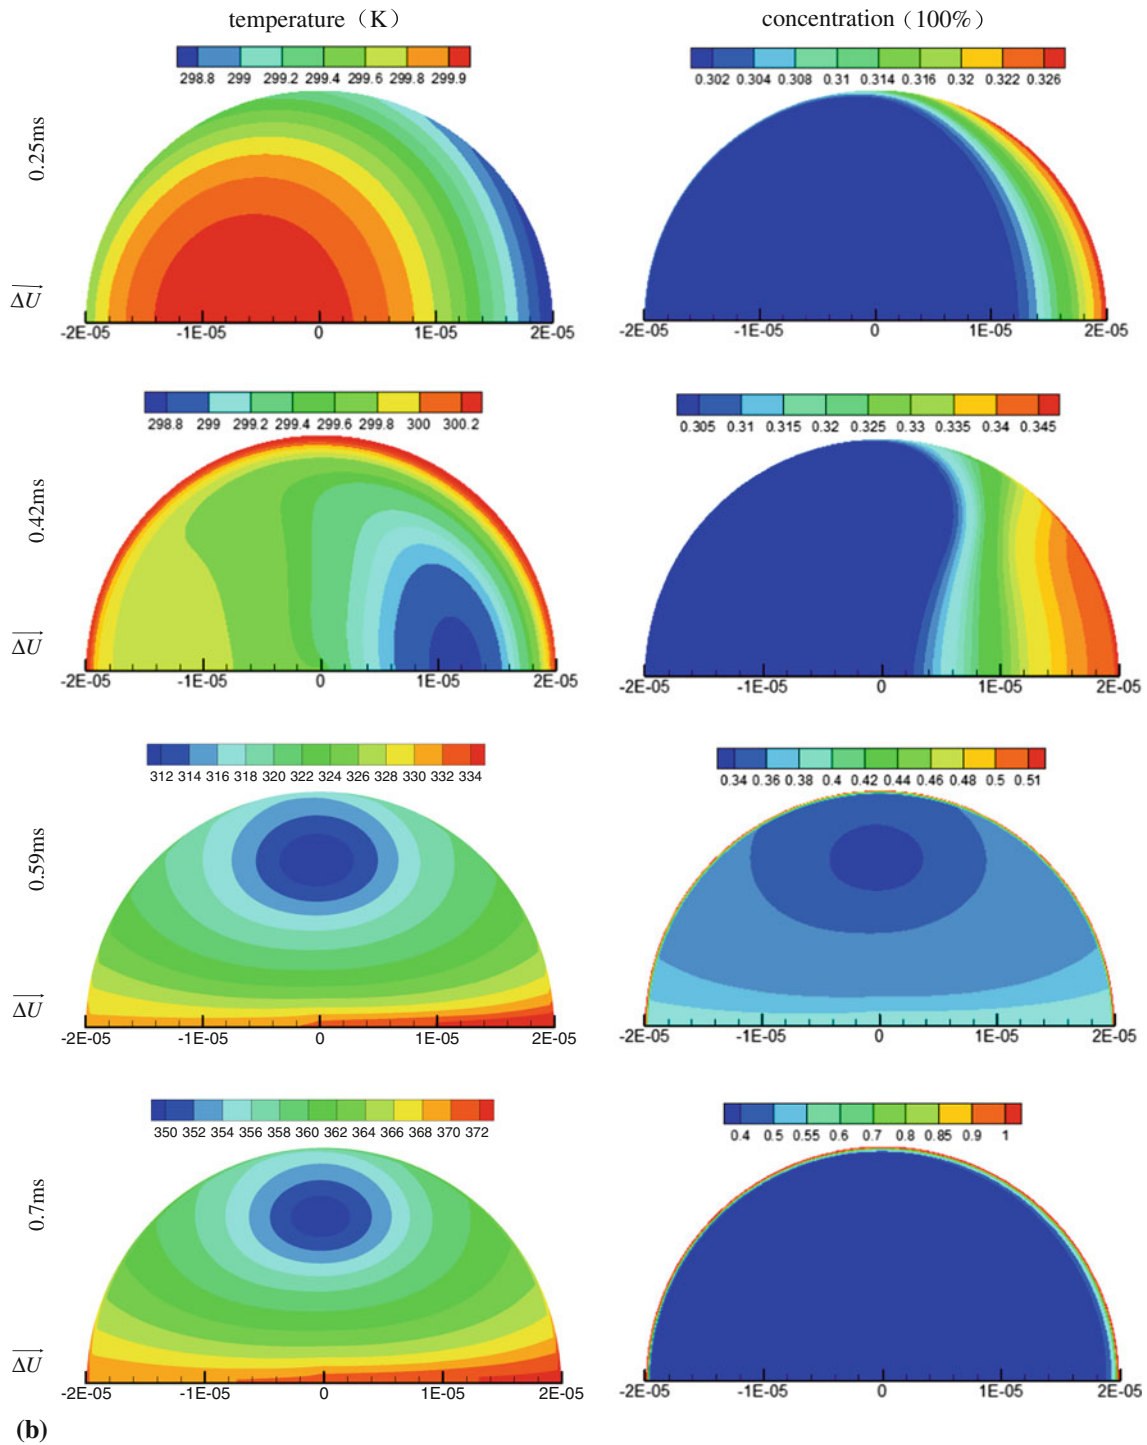 temperature（K）
concentration（100%）
298.8 299 299.2 299.4 299.6 299.8 299.9
0.302 0.304 0.308 0.31 0.314 0.316 0.32 0.322 0.326
0.25ms
ΔU
-2E-05 -1E-05 0 1E-05 2E-05
-2E-05 -1E-05 0 1E-05 2E-05
298.8 299 299.2 299.4 299.6 299.8 300 300.2
0.305 0.31 0.315 0.32 0.325 0.33 0.335 0.34 0.345
0.42ms
ΔU
-2E-05 -1E-05 0 1E-05 2E-05
-2E-05 -1E-05 0 1E-05 2E-05
312 314 316 318 320 322 324 326 328 330 332 334
0.34 0.36 0.38 0.4 0.42 0.44 0.46 0.48 0.5 0.51
0.59ms
ΔU
-2E-05 -1E-05 0 1E-05 2E-05
-2E-05 -1E-05 0 1E-05 2E-05
350 352 354 356 358 360 362 364 366 368 370 372
0.4 0.5 0.55 0.6 0.7 0.8 0.85 0.9 1
0.7ms
ΔU
-2E-05 -1E-05 0 1E-05 2E-05
-2E-05 -1E-05 0 1E-05 2E-05
(b)